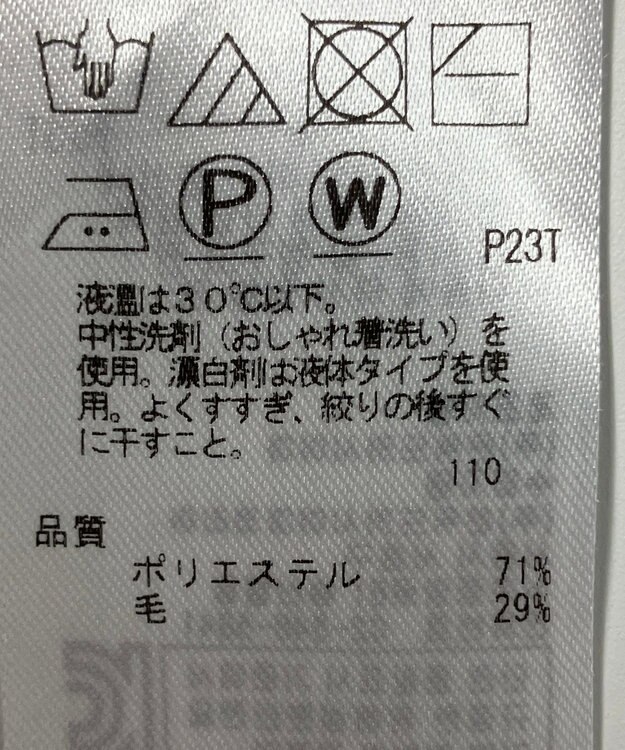 P W
P23T
液温は30℃以下。
中性洗剤（おしゃれ着洗い）を
使用。漂白剤は液体タイプを使
用。よくすすぎ、絞りの後すぐ
に干すこと。
110
品質
ポリエステル 71%
毛 29%